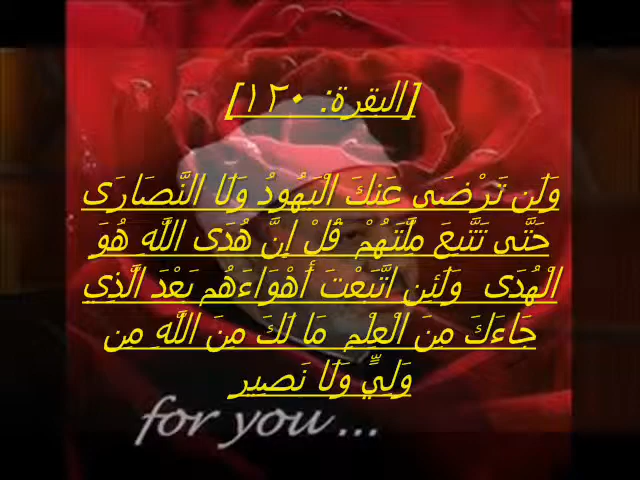 [البقرة: ١٢٠]
وَلَن تَرْضَى عَنكَ الْيَهُودُ وَلَا النَّصَارَى
حَتَّى تَتَّبِعَ مِلَّتَهُمْ قُلْ إِنَّ هُدَى اللَّهِ هُوَ
الْهُدَى وَلَئِنِ اتَّبَعْتَ أَهْوَاءَهُم بَعْدَ الَّذِي
جَاءَكَ مِنَ الْعِلْمِ مَا لَكَ مِنَ اللَّهِ مِن
وَلِيٍّ وَلَا نَصِيرٍ
for you...